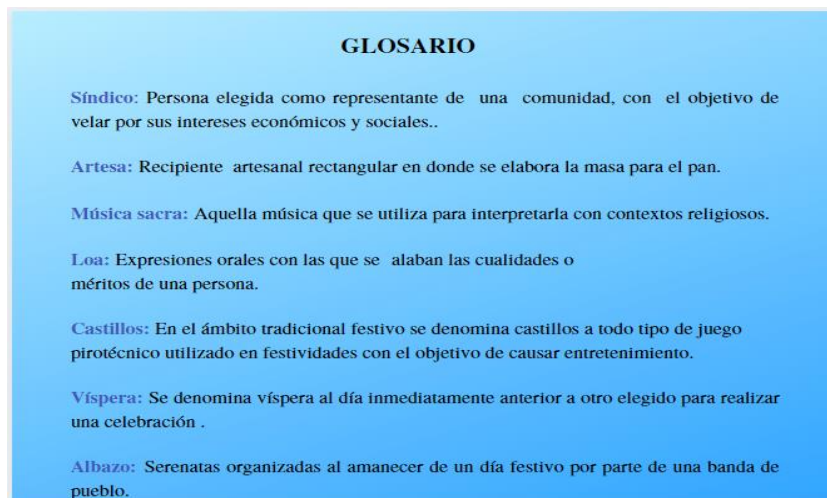 GLOSARIO
Síndico: Persona elegida como representante de una comunidad, con el objetivo de
velar por sus intereses económicos y sociales..
Artesa: Recipiente artesanal rectangular en donde se elabora la masa para el pan.
Música sacra: Aquella música que se utiliza para interpretarla con contextos religiosos.
Loa: Expresiones orales con las que se alaban las cualidades o
méritos de una persona.
Castillos: En el ámbito tradicional festivo se denomina castillos a todo tipo de juego
pirotécnico utilizado en festividades con el objetivo de causar entretenimiento.
Víspera: Se denomina víspera al día inmediatamente anterior a otro elegido para realizar
una celebración .
Albazo: Serenatas organizadas al amanecer de un día festivo por parte de una banda de
pueblo.